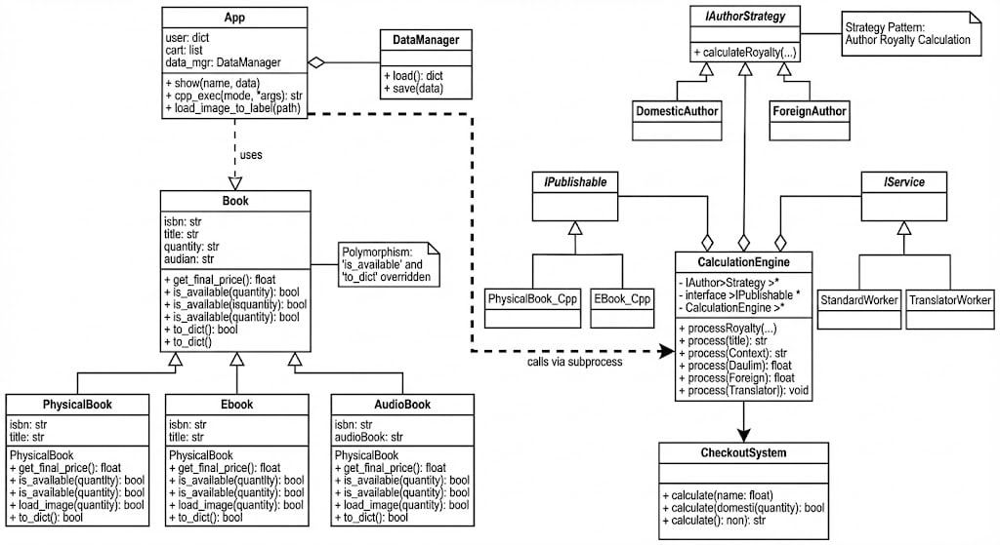 App
user: dict
cart: list
data_mgr: DataManager
+ show(name, data)
+ cpp_exec(mode, *args): str
+ load_image_to_label(path)
DataManager
+ load(): dict
+ save(data)
uses
Book
isbn: str
title: str
quantity: str
audian: str
+ get_final_price(): float
+ is_available(quantity): bool
+ is_available(isquantity): bool
+ is_available(quantity): bool
+ to_dict(): bool
+ to_dict()
Polymorphism:
'is_available' and
'to_dict' overridden
PhysicalBook
isbn: str
title: str
PhysicalBook
+ get_final_price(): float
+ is_available(quantity): bool
+ is_available(quantity): bool
+ load_image(quantity): bool
+ to_dict(): bool
Ebook
isbn: str
title: str
PhysicalBook
+ get_final_price(): float
+ is_available(quantity): bool
+ is_available(quantity): bool
+ load_image(quantity): bool
+ to_dict(): bool
AudioBook
isbn: str
audioBook: str
PhysicalBook
+ get_final_price(): float
+ is_available(quantity): bool
+ is_available(quantity): bool
+ load_image(quantity): bool
+ to_dict(): bool
IAuthorStrategy
+ calculateRoyalty(...)
Strategy Pattern:
Author Royalty Calculation
DomesticAuthor
ForeignAuthor
IPublishable
IService
PhysicalBook_Cpp
EBook_Cpp
StandardWorker
TranslatorWorker
CalculationEngine
- IAuthor>Strategy >*
- interface >IPublishable *
- CalculationEngine >*
+ processRoyalty(...)
+ process(title): str
+ process(Context): str
+ process(Daulim): float
+ process(Foreign): float
+ process(Translator)): void
calls via subprocess
CheckoutSystem
+ calculate(name: float)
+ calculate(domesti(quantity): bool
+ calculate(): non): str